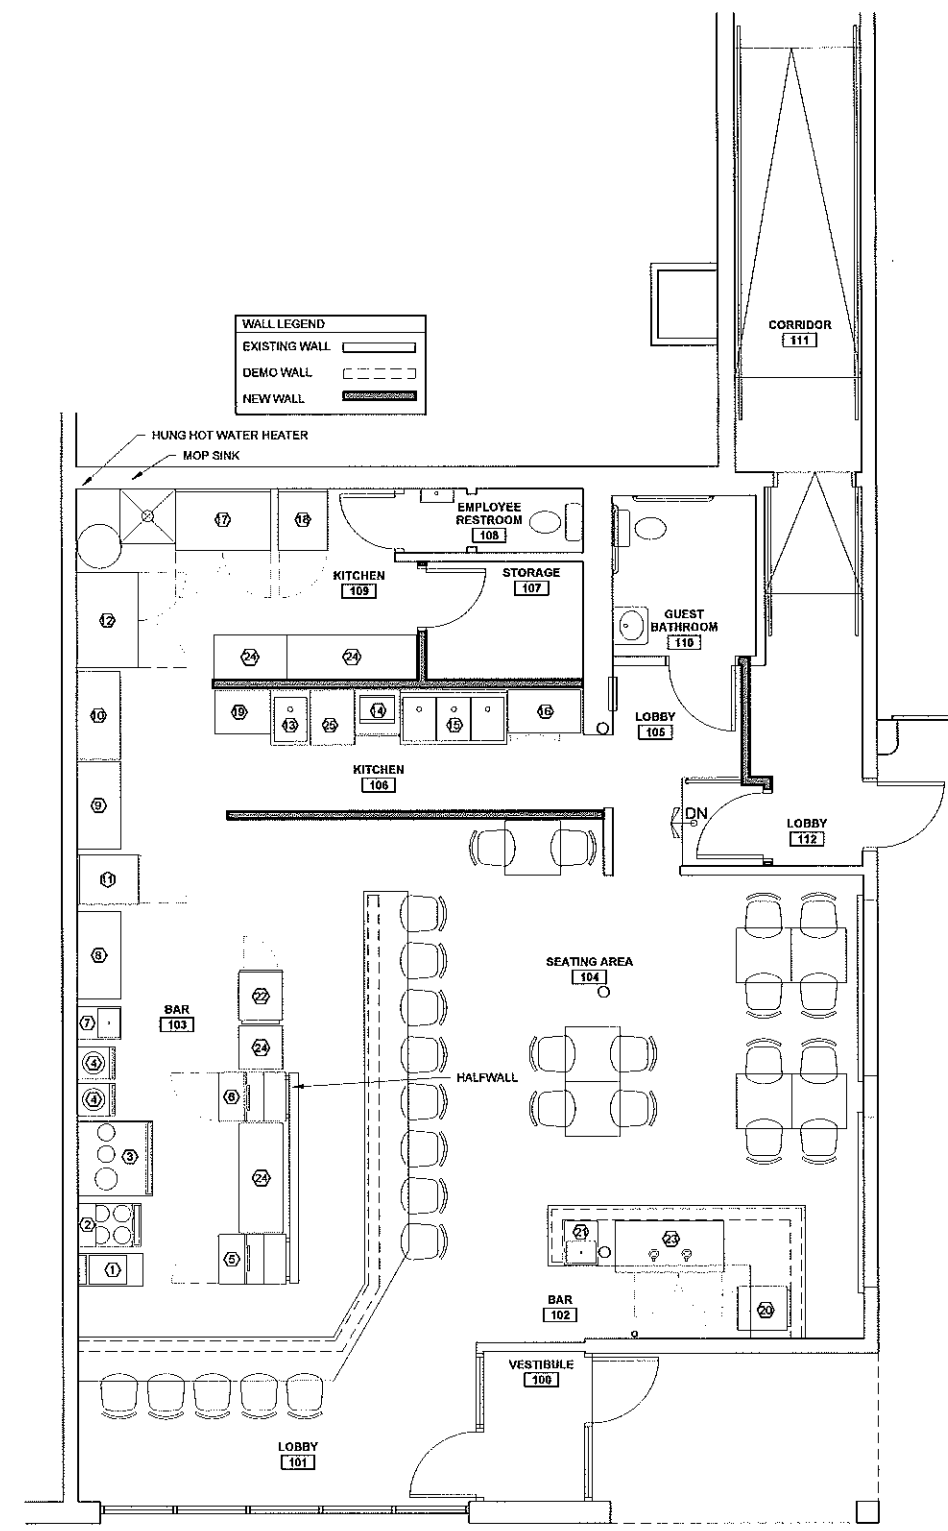 CORRIDOR
111
WALL LEGEND
EXISTING WALL
DEMO WALL
NEW WALL
HUNG HOT WATER HEATER
MOP SINK
17
18
EMPLOYEE
RESTROOM
108
KITCHEN
109
STORAGE
107
12
GUEST
BATHROOM
110
24
24
10
19
13
25
14
15
16
LOBBY
105
KITCHEN
106
9
DN
LOBBY
112
11
8
SEATING AREA
104
22
BAR
103
7
24
4
HALFWALL
6
4
3
24
2
21
23
5
1
BAR
102
20
VESTIBULE
100
LOBBY
101